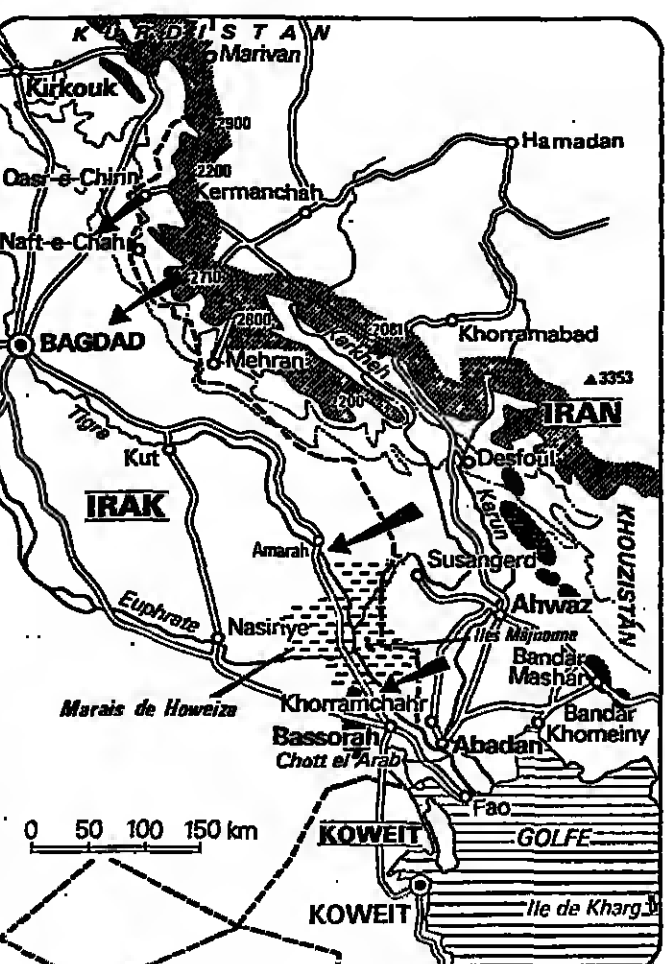 KURDISTAN
Marivan
Kirkouk
2900
Hamadan
Qasr-e-Chirin
2200
Kermanchah
Naft-e-Chah
2710
2800
2081
BAGDAD
Khorramabad
Karkheh
Mehran
3353
2200
IRAN
Tigre
Kut
Desfoul
IRAK
Karun
KHOUZISTAN
Amarah
Susangerd
Euphrate
Ahwaz
Nasiriye
Iles Majnoune
Bandar
Mashar
Marais de Howeiza
Khorramchahr
Bandar
Khomeiny
Bassorah
Abadan
Chott el Arab
Fao
0 50 100 150 km
KOWEIT
GOLFE
KOWEIT
Ile de Kharg